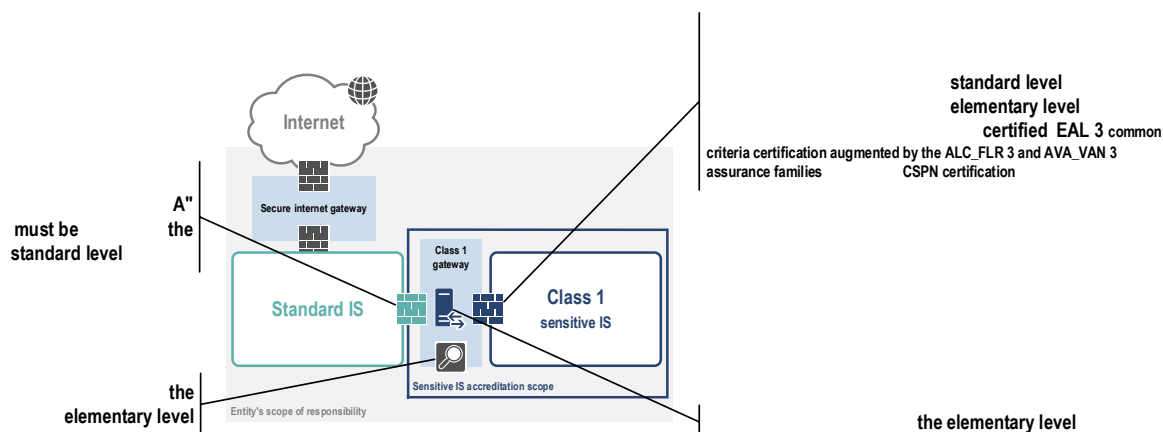 standard level
elementary level
certified EAL 3 common
criteria certification augmented by the ALC_FLR 3 and AVA_VAN 3
assurance families CSPN certification
Internet
A"
the
must be
standard level
Secure internet gateway
Class 1
gateway
Standard IS
Class 1
sensitive IS
Sensitive IS accreditation scope
the
elementary level
Entity's scope of responsibility
the elementary level